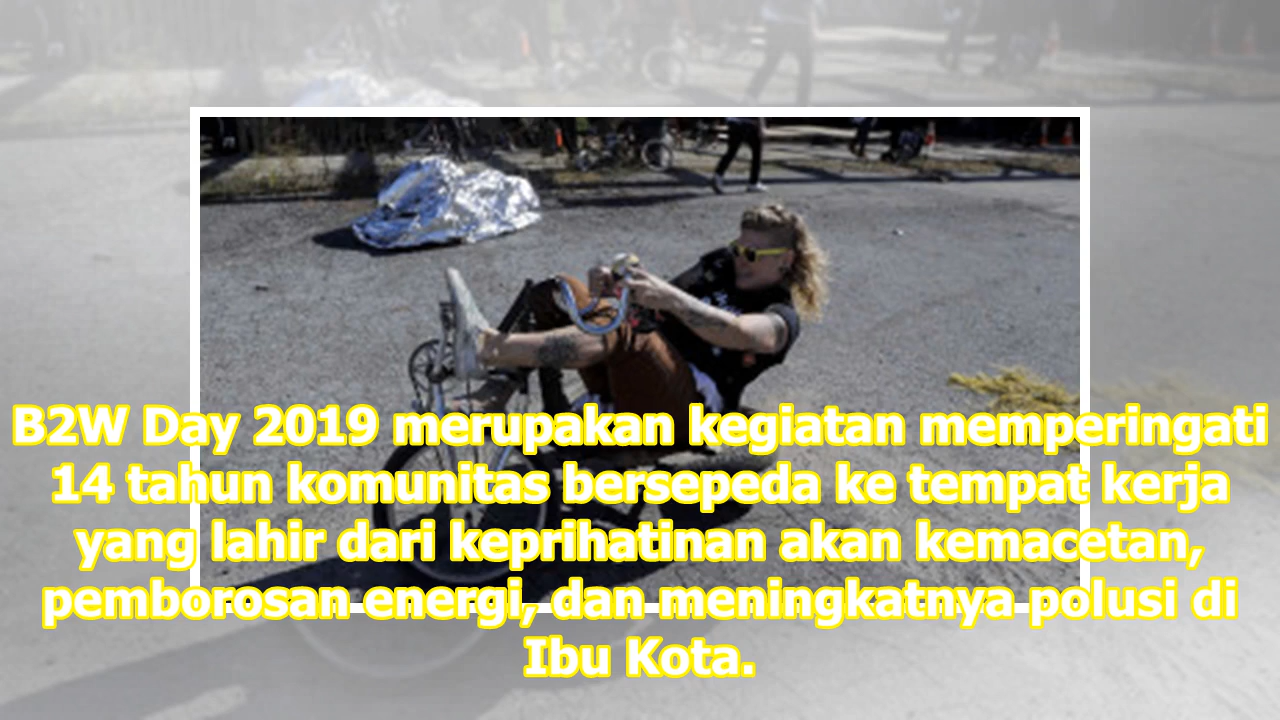 B2W Day 2019 merupakan kegiatan memperingati
14 tahun komunitas bersepeda ke tempat kerja
yang lahir dari keprihatinan akan kemacetan,
pemborosan energi, dan meningkatnya polusi di
Ibu Kota.